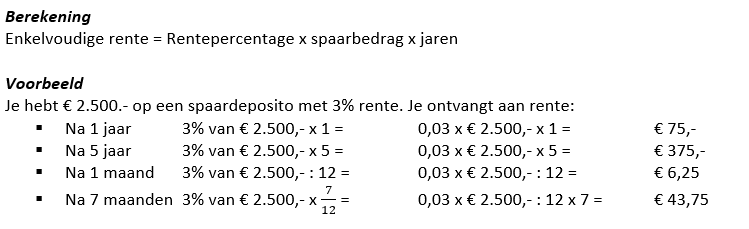 Berekening
Enkelvoudige rente = Rentepercentage x spaarbedrag x jaren
Voorbeeld
Je hebt € 2.500.- op een spaardeposito met 3% rente. Je ontvangt aan rente:
▪ Na 1 jaar 3% van € 2.500,- x 1 = 0,03 x € 2.500,- x 1 = € 75,-
▪ Na 5 jaar 3% van € 2.500,- x 5 = 0,03 x € 2.500,- x 5 = € 375,-
▪ Na 1 maand 3% van € 2.500,- : 12 = 0,03 x € 2.500,- : 12 = € 6,25
▪ Na 7 maanden 3% van € 2.500,- x 7/12 = 0,03 x € 2.500,- : 12 x 7 = € 43,75